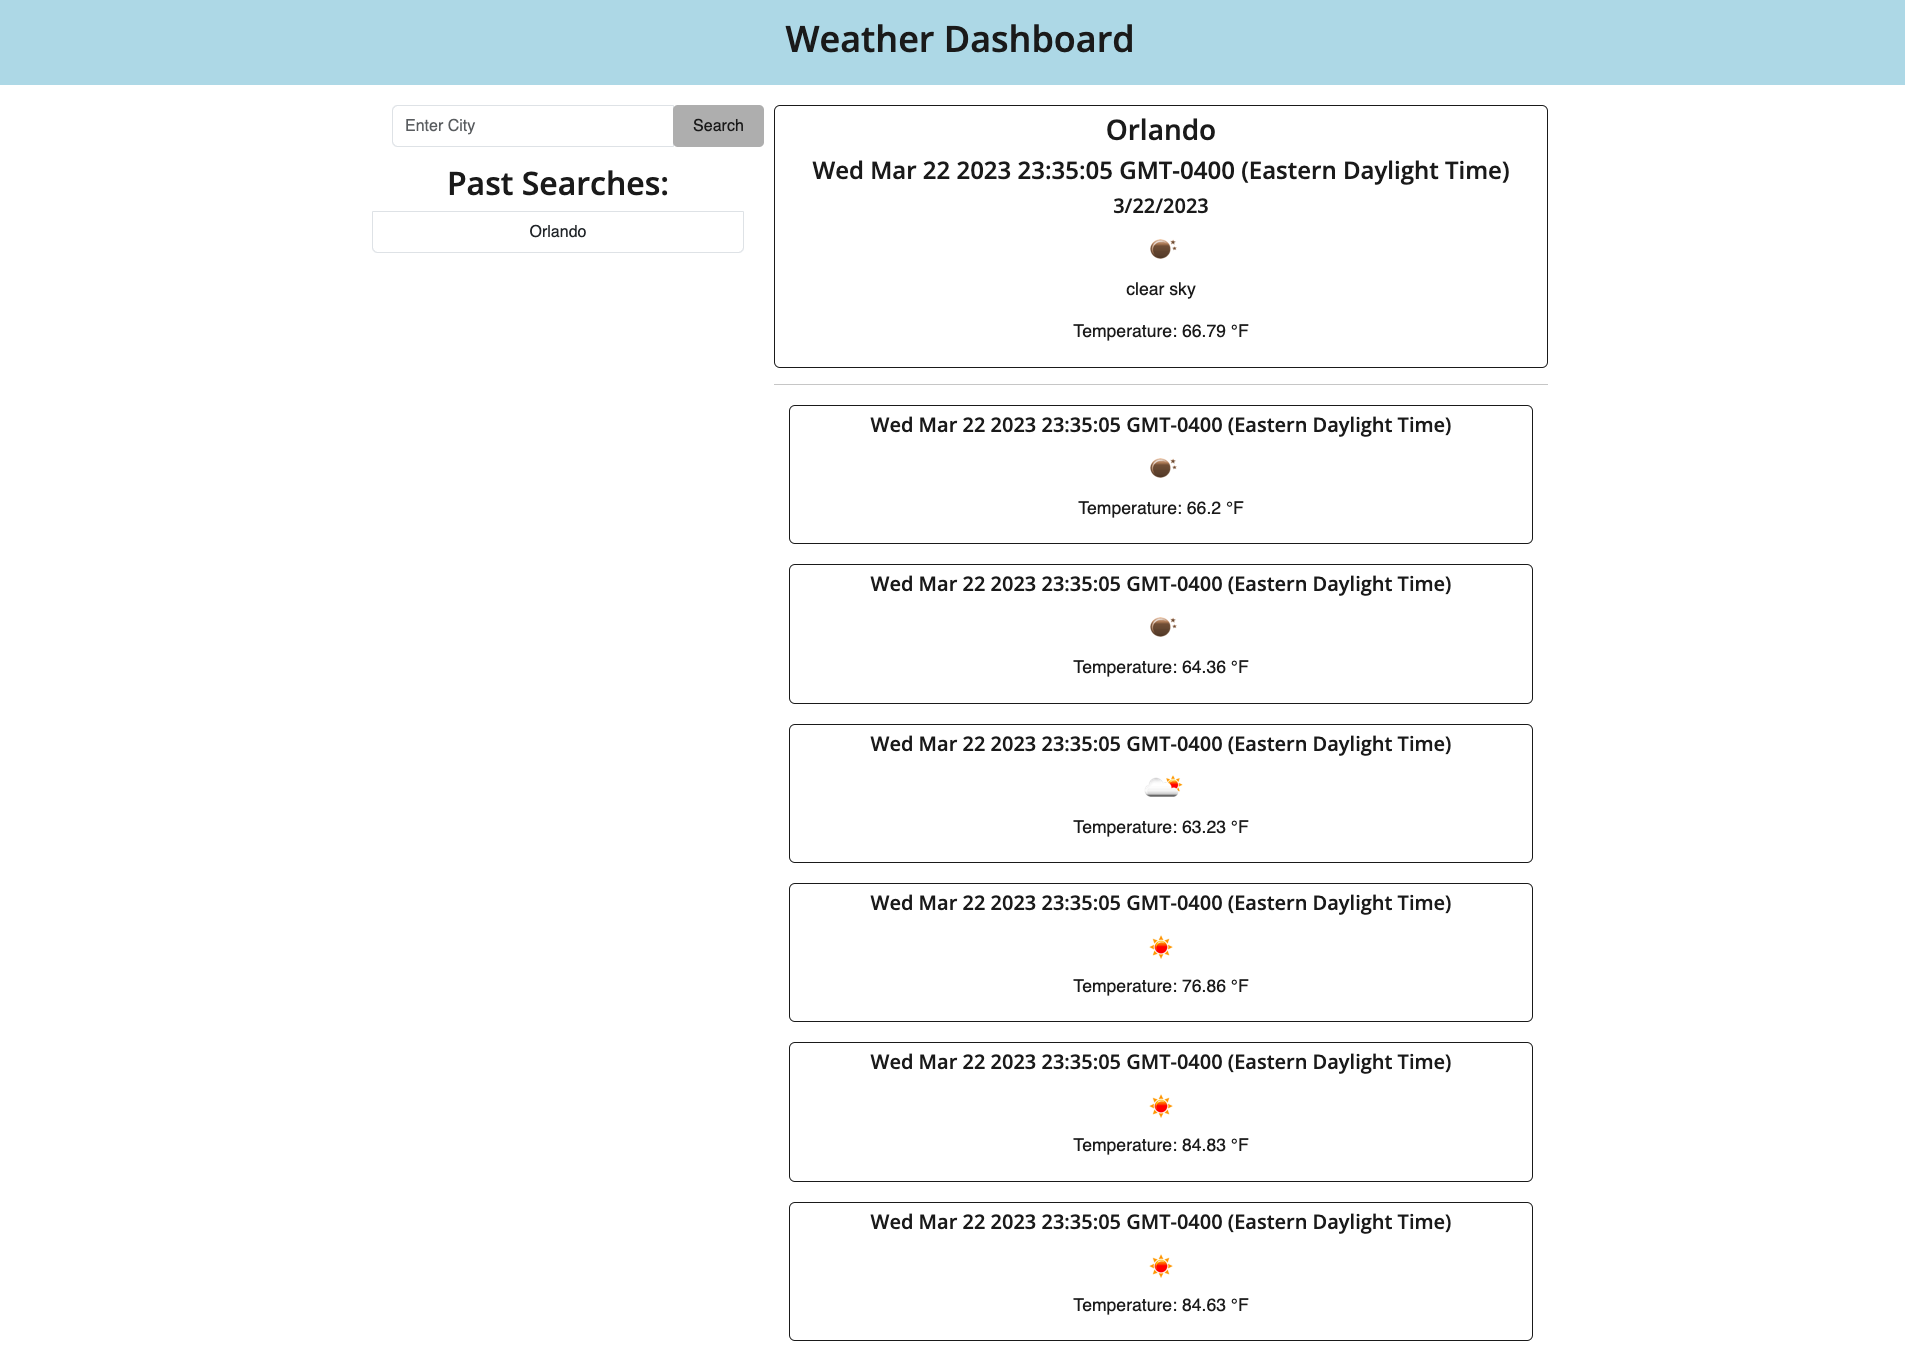 Weather Dashboard
Enter City
Search
Past Searches:
Orlando
Orlando
Wed Mar 22 2023 23:35:05 GMT-0400 (Eastern Daylight Time)
3/22/2023
clear sky
Temperature: 66.79 °F
Wed Mar 22 2023 23:35:05 GMT-0400 (Eastern Daylight Time)
Temperature: 66.2 °F
Wed Mar 22 2023 23:35:05 GMT-0400 (Eastern Daylight Time)
Temperature: 64.36 °F
Wed Mar 22 2023 23:35:05 GMT-0400 (Eastern Daylight Time)
Temperature: 63.23 °F
Wed Mar 22 2023 23:35:05 GMT-0400 (Eastern Daylight Time)
Temperature: 76.86 °F
Wed Mar 22 2023 23:35:05 GMT-0400 (Eastern Daylight Time)
Temperature: 84.83 °F
Wed Mar 22 2023 23:35:05 GMT-0400 (Eastern Daylight Time)
Temperature: 84.63 °F